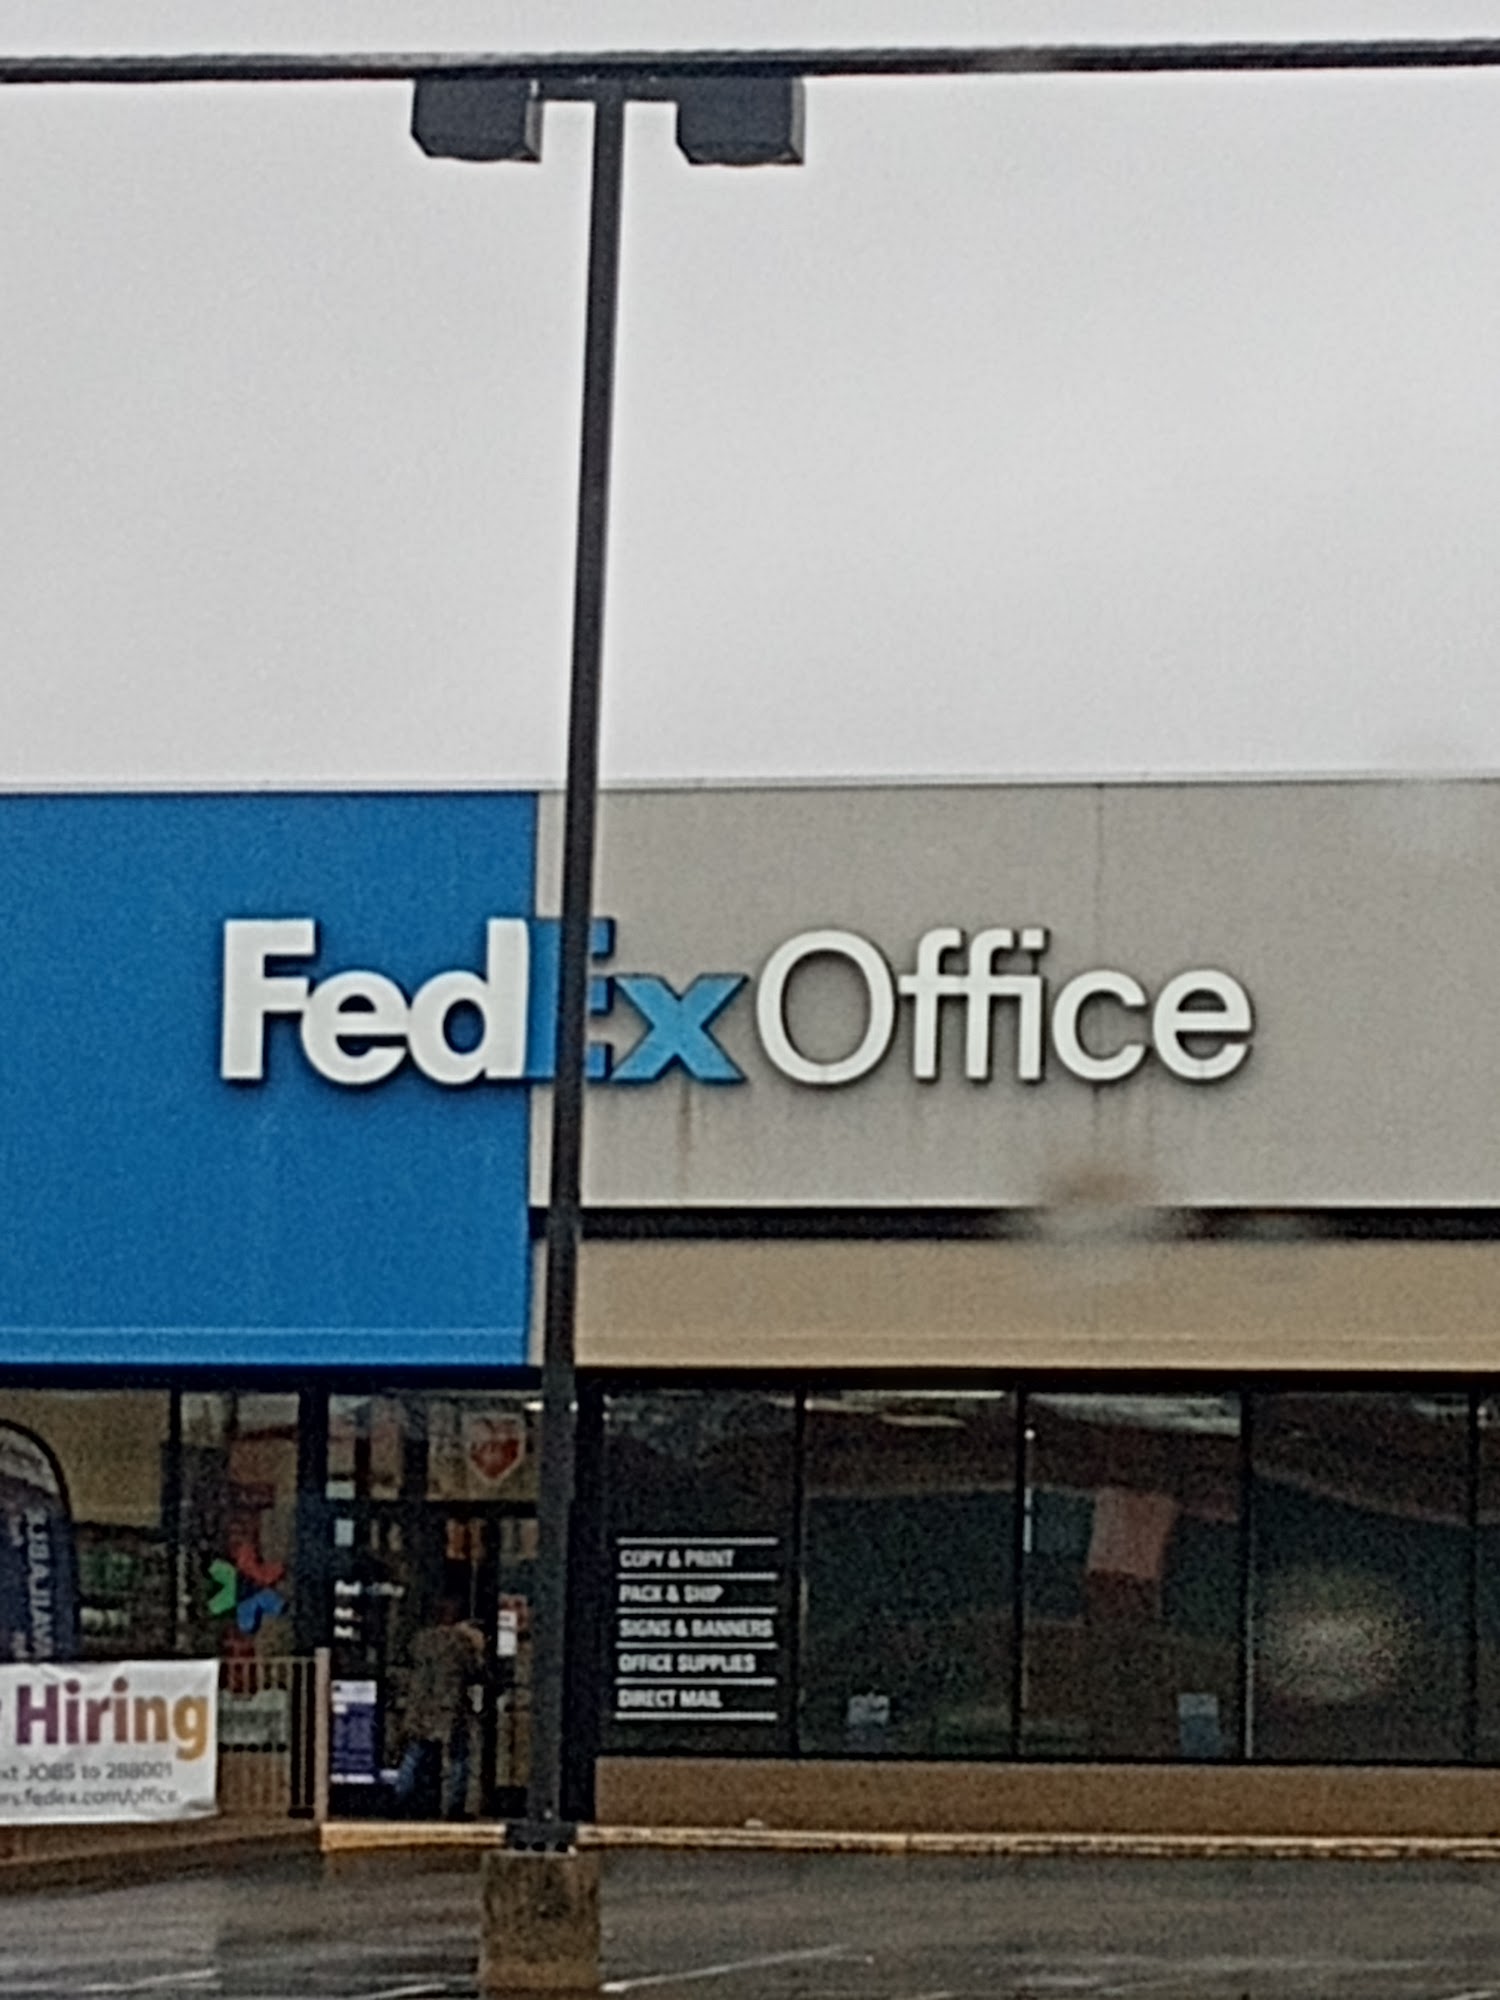 FedEx Office
COPY & PRINT
PACK & SHIP
SIGNS & BANNERS
OFFICE SUPPLIES
DIRECT MAIL
Hiring
JOBS to 288001
fedex.com/office